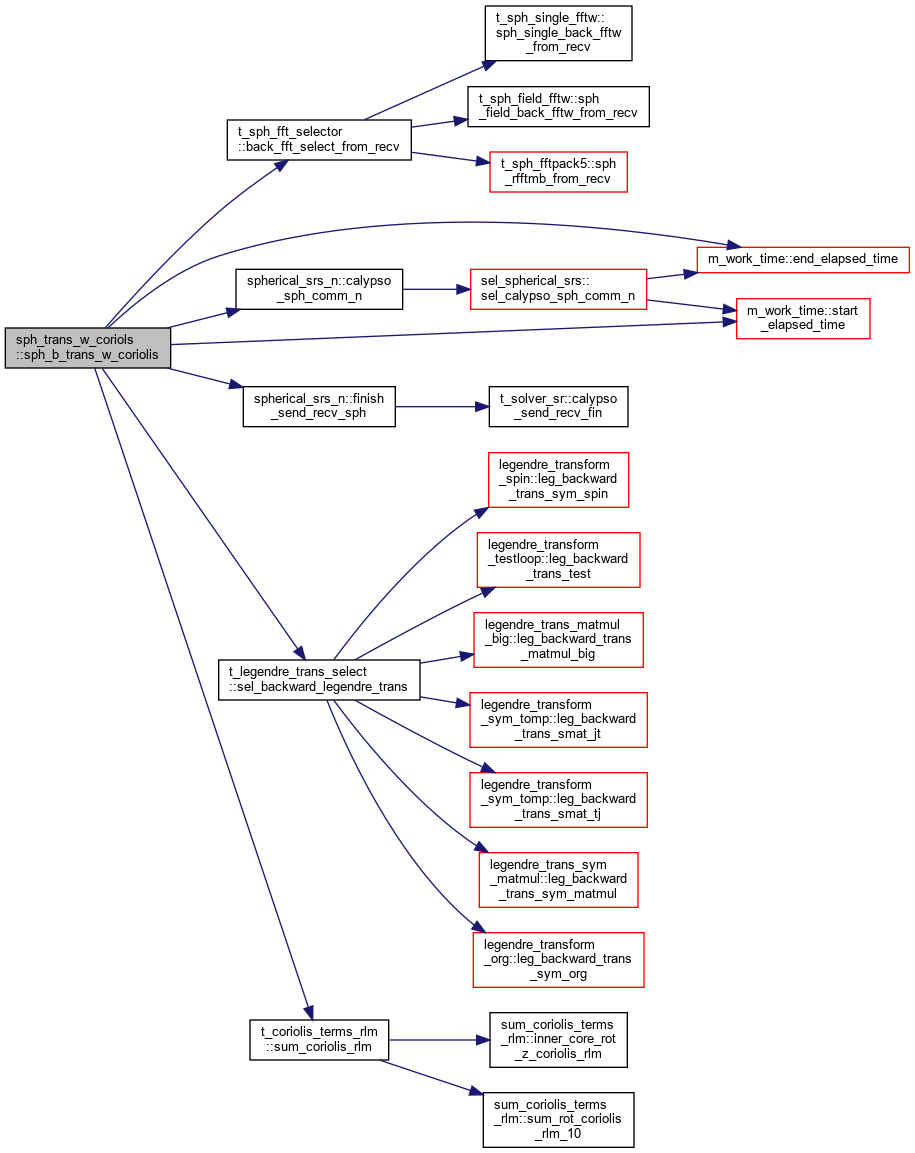 t_sph_single_fftw::
sph_single_back_fftw
_from_recv
t_sph_field_fftw::sph
_field_back_fftw_from_recv
t_sph_fft_selector
::back_fft_select_from_recv
t_sph_fftpack5::sph
_rfftmb_from_recv
m_work_time::end_elapsed_time
spherical_srs_n::calypso
_sph_comm_n
sel_spherical_srs::
sel_calypso_sph_comm_n
m_work_time::start
_elapsed_time
sph_trans_w_coriols
::sph_b_trans_w_coriolis
spherical_srs_n::finish
_send_recv_sph
t_solver_sr::calypso
_send_recv_fin
legendre_transform
_spin::leg_backward
_trans_sym_spin
legendre_transform
_testloop::leg_backward
_trans_test
legendre_trans_matmul
_big::leg_backward_trans
_matmul_big
t_legendre_trans_select
::sel_backward_legendre_trans
legendre_transform
_sym_tomp::leg_backward
_trans_smat_jt
legendre_transform
_sym_tomp::leg_backward
_trans_smat_tj
legendre_trans_sym
_matmul::leg_backward
_trans_sym_matmul
legendre_transform
_org::leg_backward_trans
_sym_org
t_coriolis_terms_rlm
::sum_coriolis_rlm
sum_coriolis_terms
_rlm::inner_core_rot
_z_coriolis_rlm
sum_coriolis_terms
_rlm::sum_rot_coriolis
_rlm_10